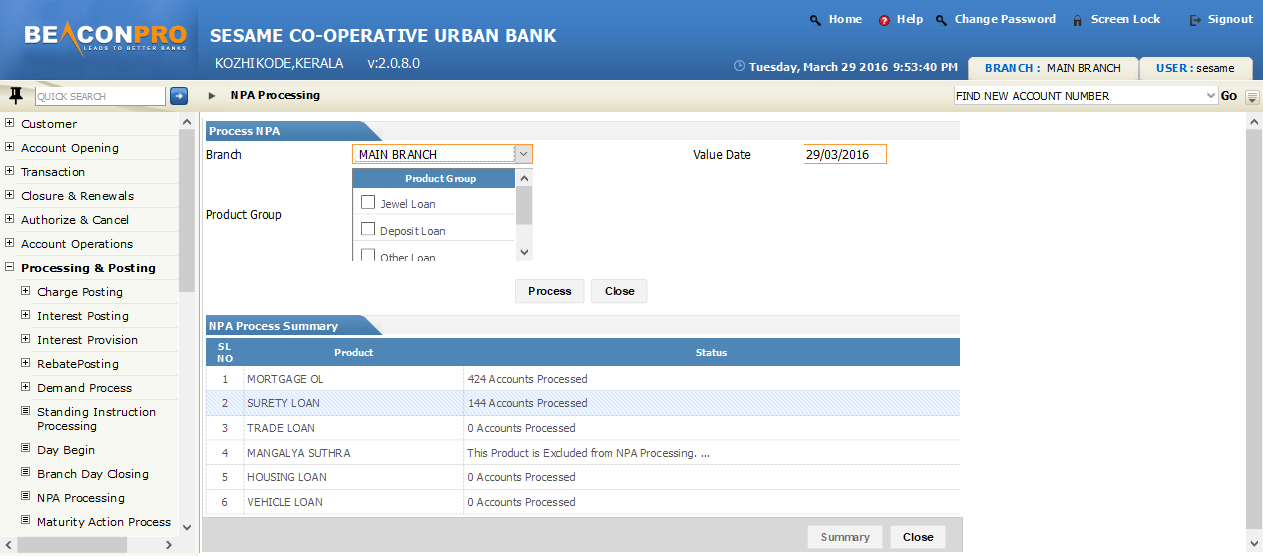 BEACONPRO
LEADS TO BETTER BANKS
SESAME CO-OPERATIVE URBAN BANK
KOZHIKODE,KERALA v:2.0.8.0
Home Help Change Password Screen Lock Signout
Tuesday, March 29 2016 9:53:40 PM
BRANCH : MAIN BRANCH
USER : sesame
QUICK SEARCH
NPA Processing
FIND NEW ACCOUNT NUMBER
Go
Customer
Account Opening
Transaction
Closure & Renewals
Authorize & Cancel
Account Operations
Processing & Posting
Charge Posting
Interest Posting
Interest Provision
RebatePosting
Demand Process
Standing Instruction
Processing
Day Begin
Branch Day Closing
NPA Processing
Maturity Action Process
Process NPA
Branch MAIN BRANCH Value Date 29/03/2016
Product Group
Product Group
Jewel Loan
Deposit Loan
Other Loan
Process Close
NPA Process Summary
SL
NO Product Status
1 MORTGAGE OL 424 Accounts Processed
2 SURETY LOAN 144 Accounts Processed
3 TRADE LOAN 0 Accounts Processed
4 MANGALYA SUTHRA This Product is Excluded from NPA Processing. ...
5 HOUSING LOAN 0 Accounts Processed
6 VEHICLE LOAN 0 Accounts Processed
Summary Close